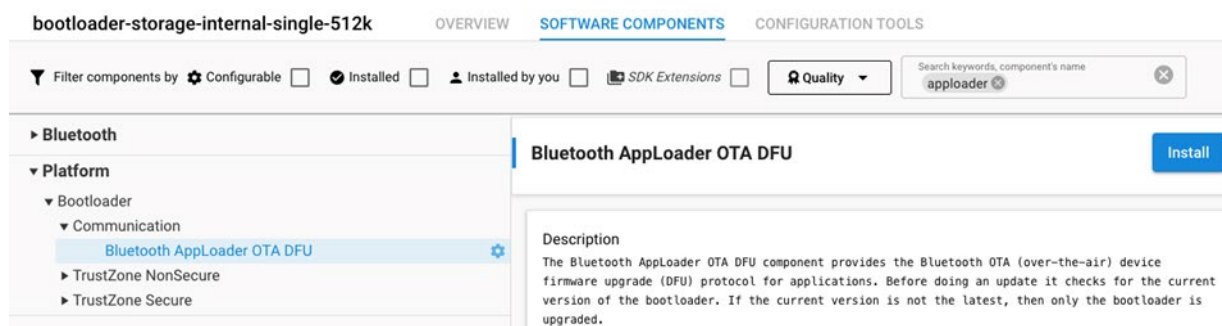 bootloader-storage-internal-single-512k OVERVIEW SOFTWARE COMPONENTS CONFIGURATION TOOLS
Filter components by Configurable Installed Installed by you SDK Extensions Quality
Search keywords, component's name
apploader
Bluetooth
Platform
Bootloader
Communication
Bluetooth AppLoader OTA DFU
TrustZone NonSecure
TrustZone Secure
Bluetooth AppLoader OTA DFU Install
Description
The Bluetooth AppLoader OTA DFU component provides the Bluetooth OTA (over-the-air) device
firmware upgrade (DFU) protocol for applications. Before doing an update it checks for the current
version of the bootloader. If the current version is not the latest, then only the bootloader is
upgraded.